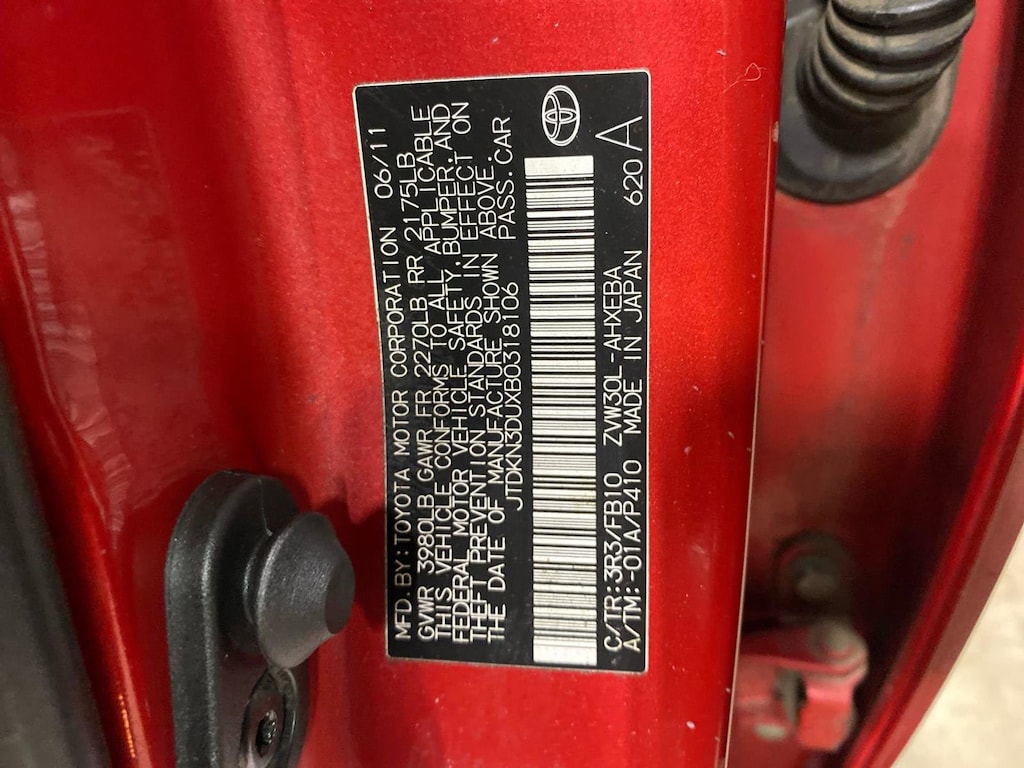 MFD.BY:TOYOTA MOTOR CORPORATION 06/11
GVWR 3980LB GAWR FR 2270LB RR 2175LB
THIS VEHICLE CONFORMS TO ALL APPLICABLE
FEDERAL MOTOR VEHICLE SAFETY,BUMPER,AND
THEFT PREVENTION STANDARDS IN EFFECT ON
THE DATE OF MANUFACTURE SHOWN ABOVE.
JTDKN3DUXB0318106 PASS.CAR
C/TR:3R3/FB10 ZVW30L-AHXEBA 620
A/TM:-01A/P410 MADE IN JAPAN A